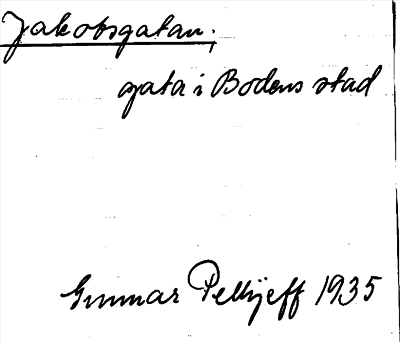 Jakobsgatan;
gata i Bodens stad
Gunnar Pellijeff 1935